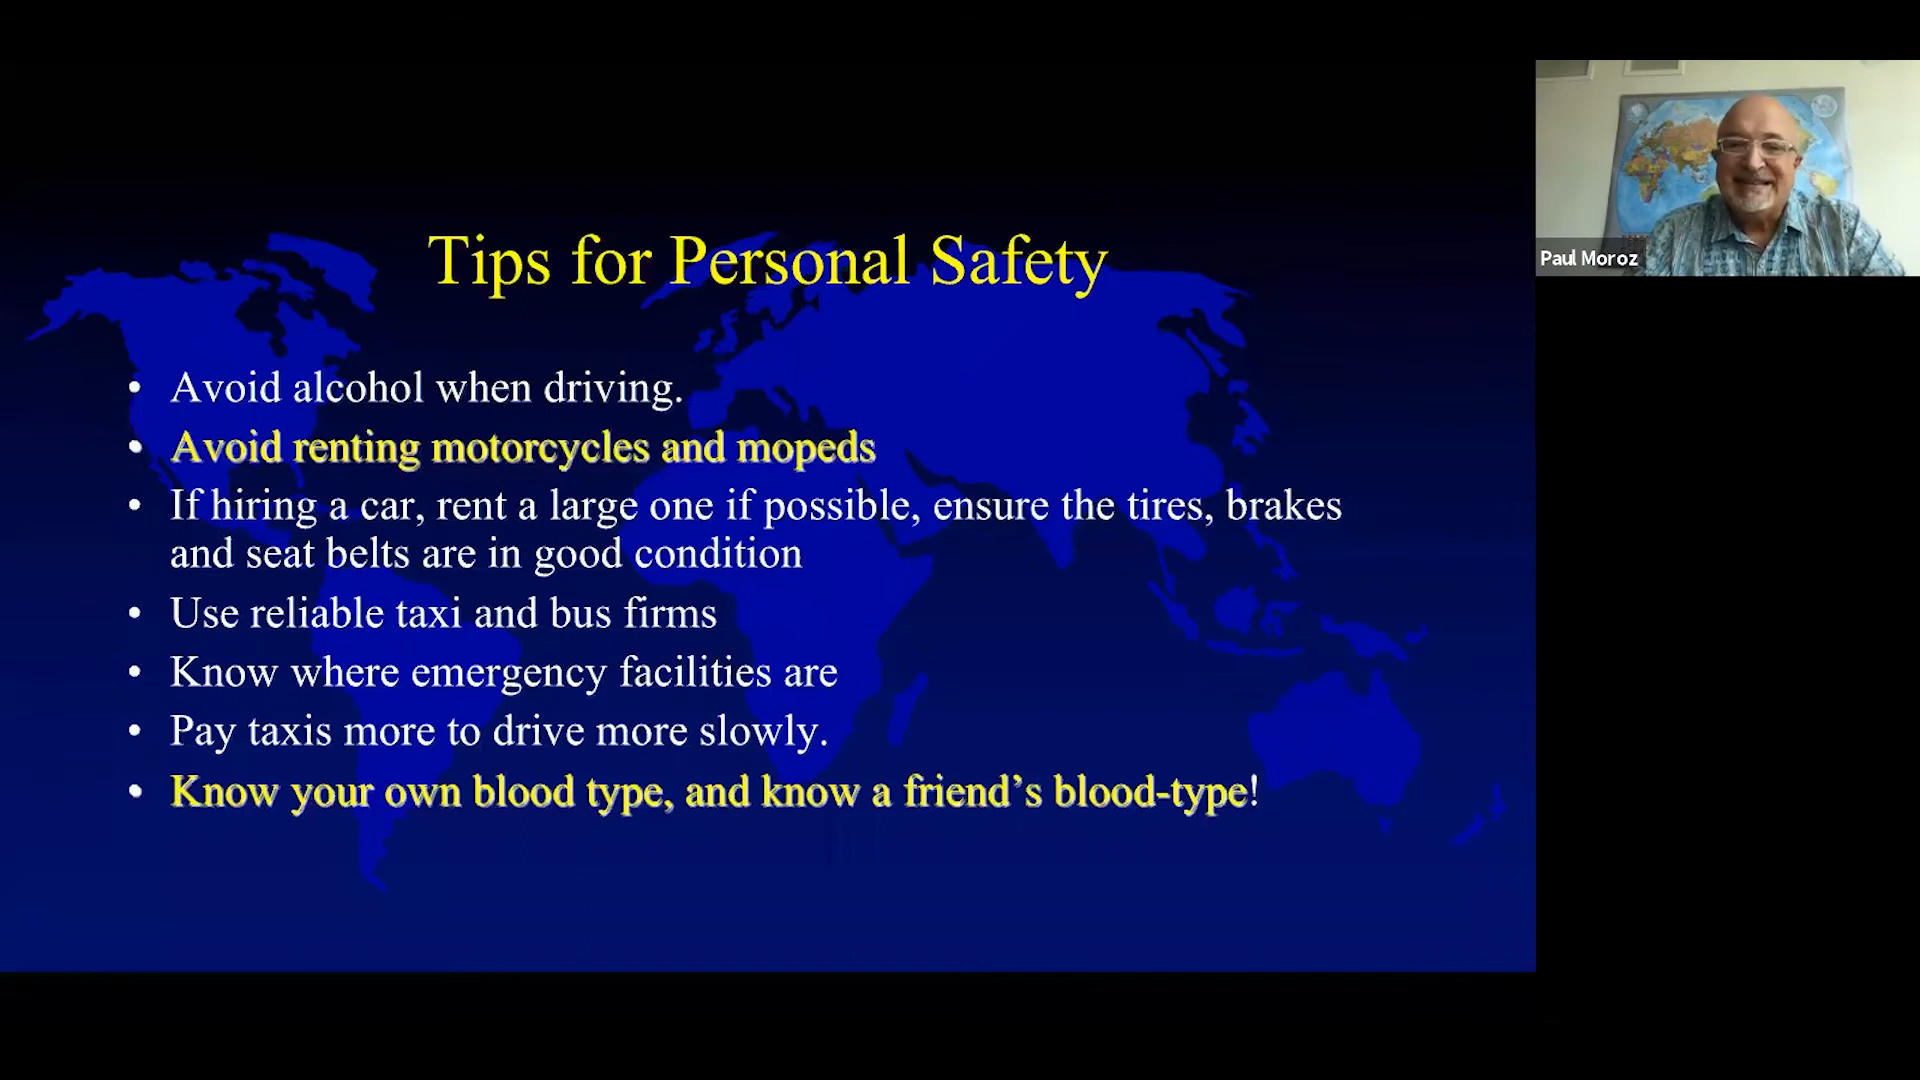 Tips for Personal Safety
• Avoid alcohol when driving.
• Avoid renting motorcycles and mopeds
• If hiring a car, rent a large one if possible, ensure the tires, brakes
and seat belts are in good condition
• Use reliable taxi and bus firms
• Know where emergency facilities are
• Pay taxis more to drive more slowly.
• Know your own blood type, and know a friend’s blood-type!
Paul Moroz